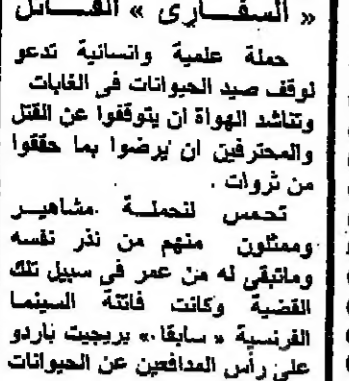 « السفارى » القاتل
حملة علمية وانسانية تدعو
لوقف صيد الحيوانات فى الغابات
وتناشد الهواة ان يتوقفوا عن القتل
والمحترفين ان يرضوا بما حققوا
من ثروات .
تحمس للحملة مشاهير
وممثلون منهم من نذر نفسه
وماتبقى له من عمر فى سبيل تلك
القضية وكانت فاتنة السينما
الفرنسية « سابقا » بريجيت باردو
على رأس المدافعين عن الحيوانات